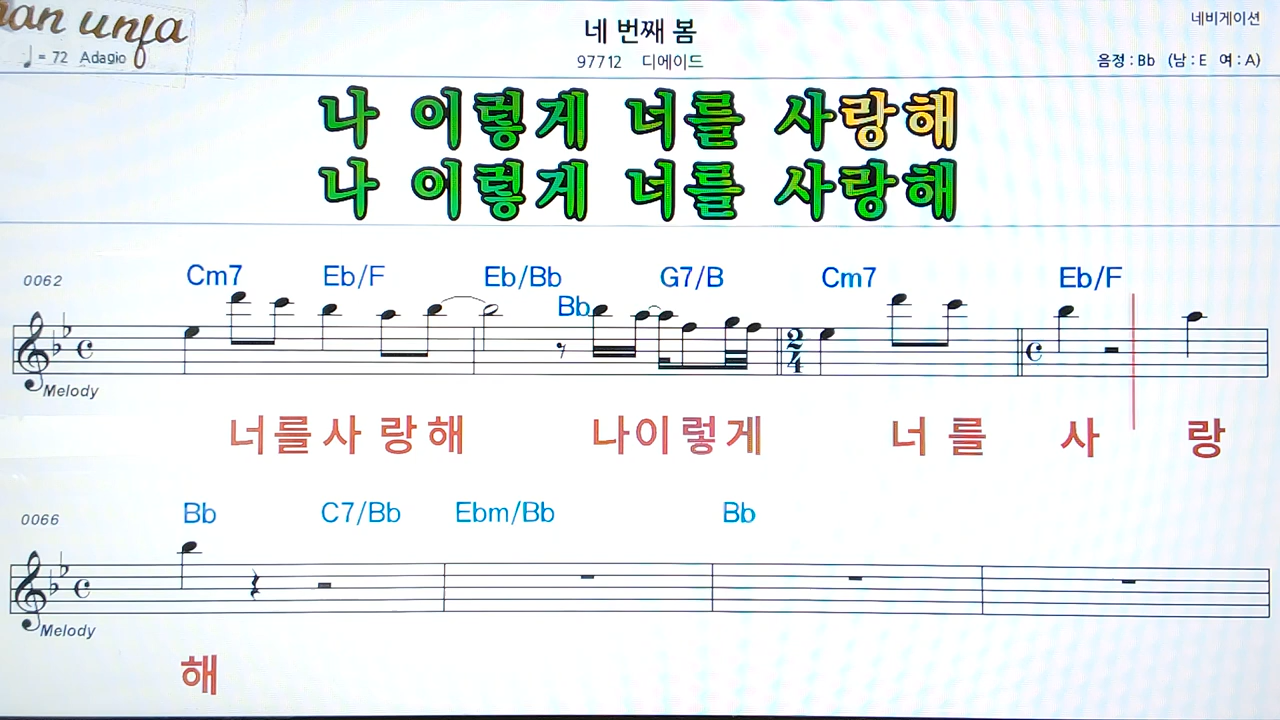 네 번째 봄
네비게이션
♩= 72 Adagio
97712 디에이드
음정 : Bb (남 : E 여 : A)
나 이렇게 너를 사랑해
나 이렇게 너를 사랑해
0062
Cm7 Eb/F Eb/Bb Bb G7/B Cm7 Eb/F
2/4
Melody
너를사랑해 나이렇게 너를 사 랑
0066
Bb C7/Bb Ebm/Bb Bb
Melody
해